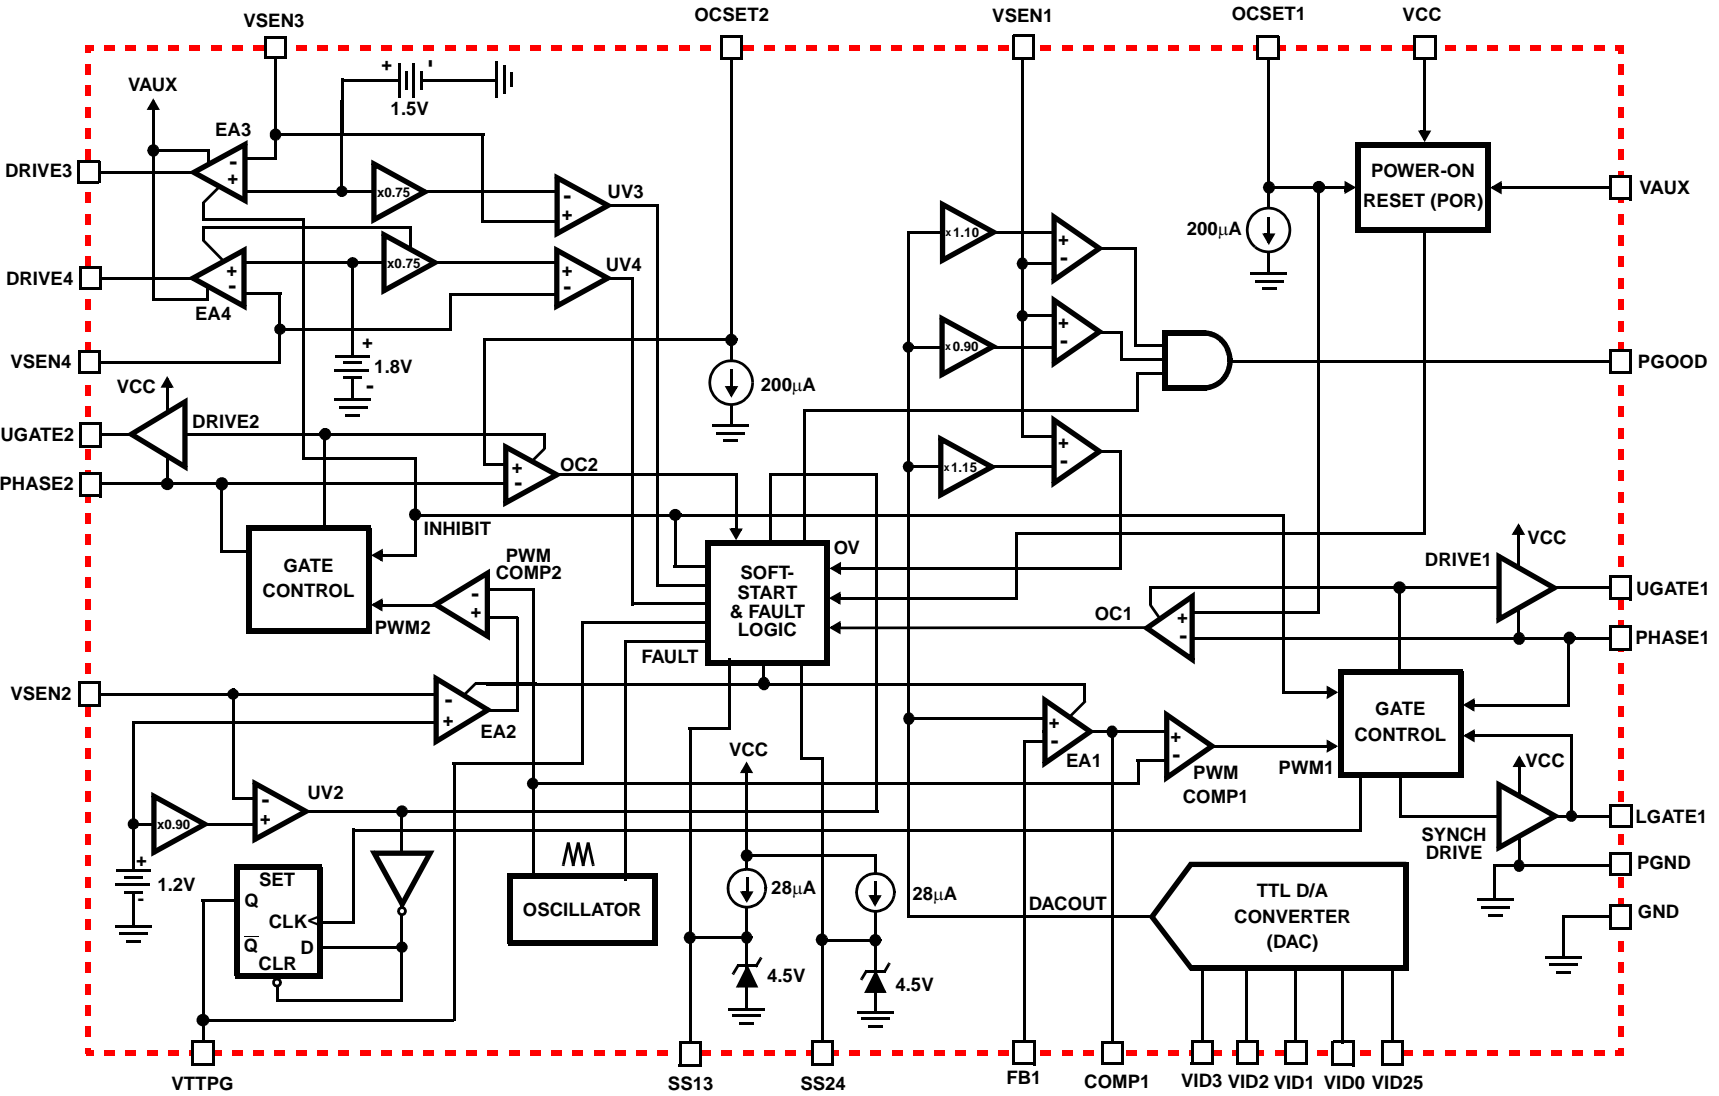 VSEN3
OCSET2
VSEN1
OCSET1
VCC
VAUX
+ -
1.5V
EA3
DRIVE3
-
+
x0.75
-
+
UV3
POWER-ON
RESET (POR)
VAUX
x 1.10
+
-
200µA
DRIVE4
+
-
EA4
x0.75
+
-
UV4
VSEN4
+
1.8V
-
x 0.90
+
-
PGOOD
200µA
VCC
UGATE2
DRIVE2
PHASE2
+
-
OC2
x 1.15
+
-
INHIBIT
GATE
CONTROL
PWM
COMP2
-
+
PWM2
OV
SOFT-
START
& FAULT
LOGIC
FAULT
VCC
DRIVE1
UGATE1
OC1
+
-
PHASE1
VSEN2
-
+
EA2
+
-
EA1
+
-
PWM
COMP1
PWM1
GATE
CONTROL
VCC
VCC
UV2
-
+
x0.90
SYNCH
DRIVE
LGATE1
PGND
+
1.2V
-
SET
Q
CLK
Q
D
CLR
OSCILLATOR
28µA
28µA
DACOUT
TTL D/A
CONVERTER
(DAC)
GND
4.5V
4.5V
VTTPG
SS13
SS24
FB1
COMP1
VID3
VID2
VID1
VID0
VID25